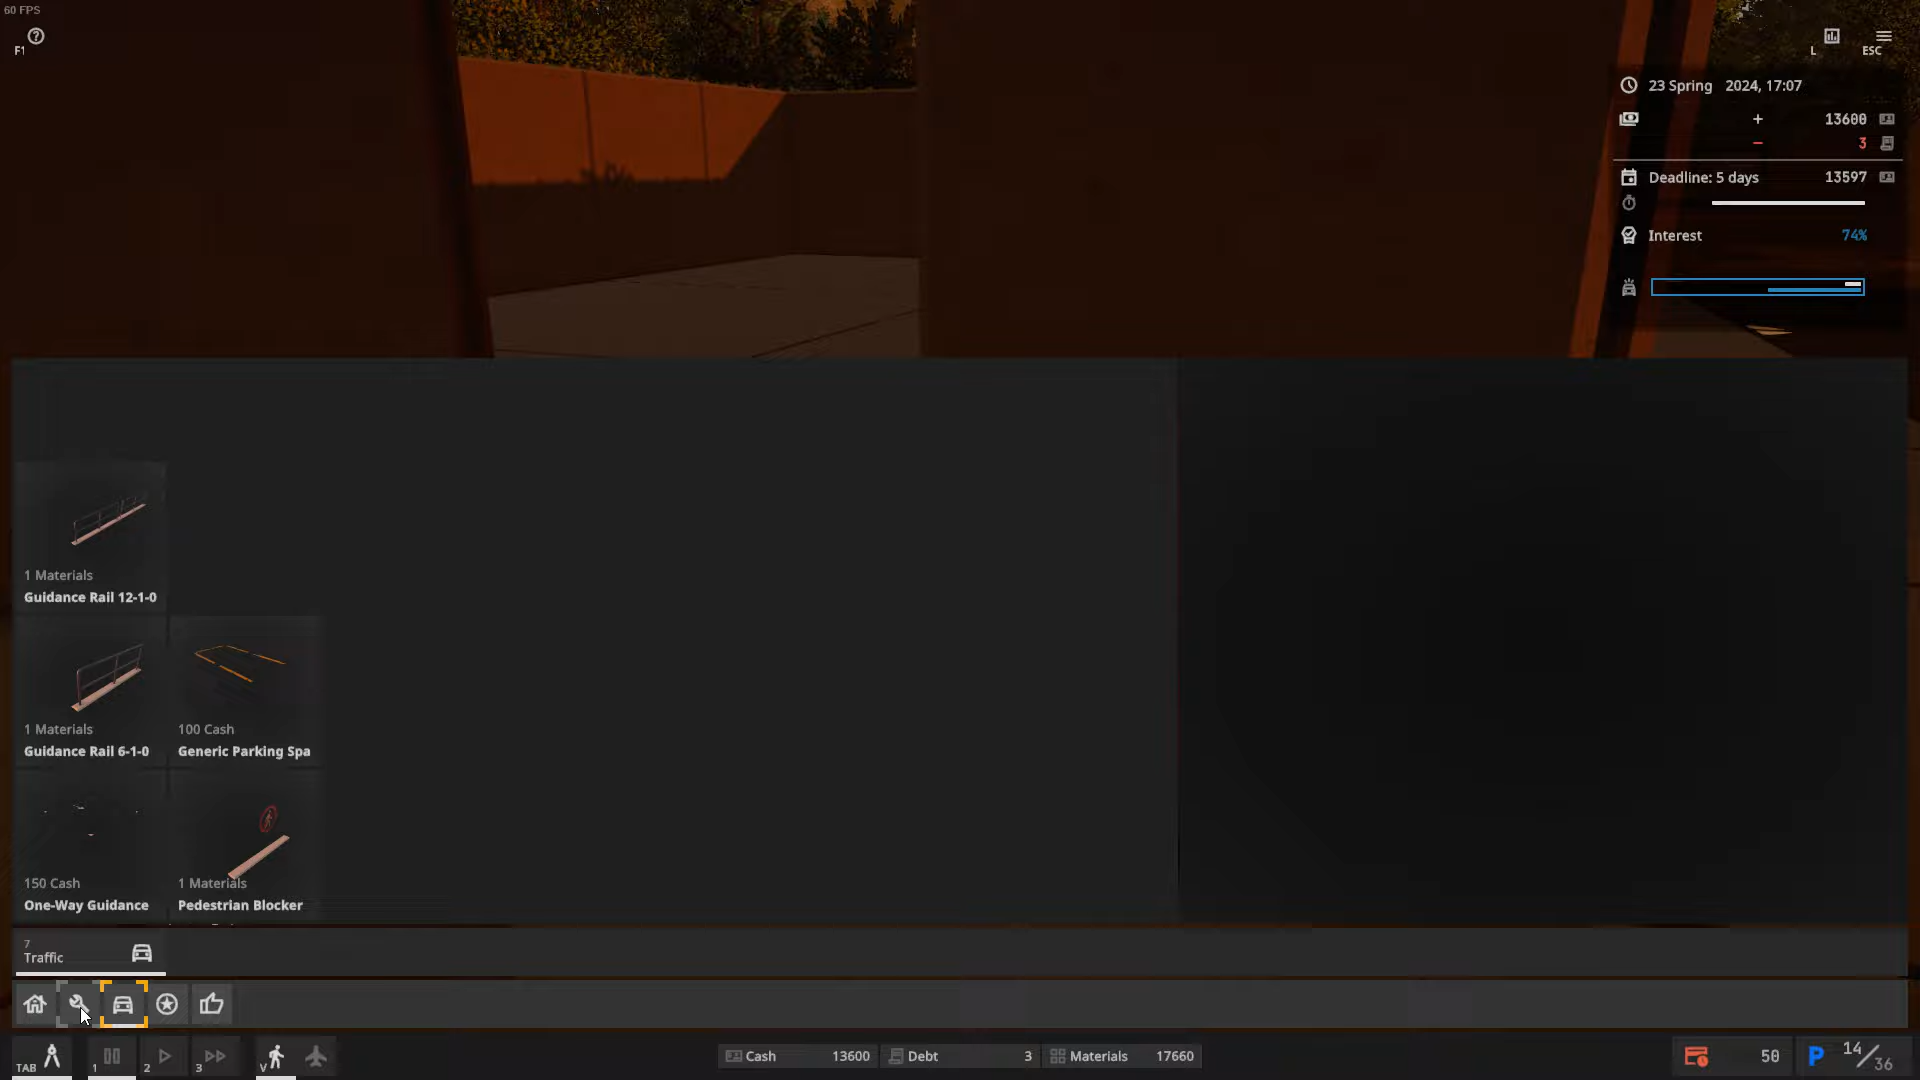 60 FPS
F1
L
ESC
23 Spring 2024, 17:07
+ 13600
− 3
Deadline: 5 days 13597
Interest 74%
1 Materials
Guidance Rail 12-1-0
1 Materials
Guidance Rail 6-1-0
100 Cash
Generic Parking Spa
150 Cash
One-Way Guidance
1 Materials
Pedestrian Blocker
7
Traffic
TAB
1
2
3
V
Cash 13600
Debt 3
Materials 17660
50
P 14/36